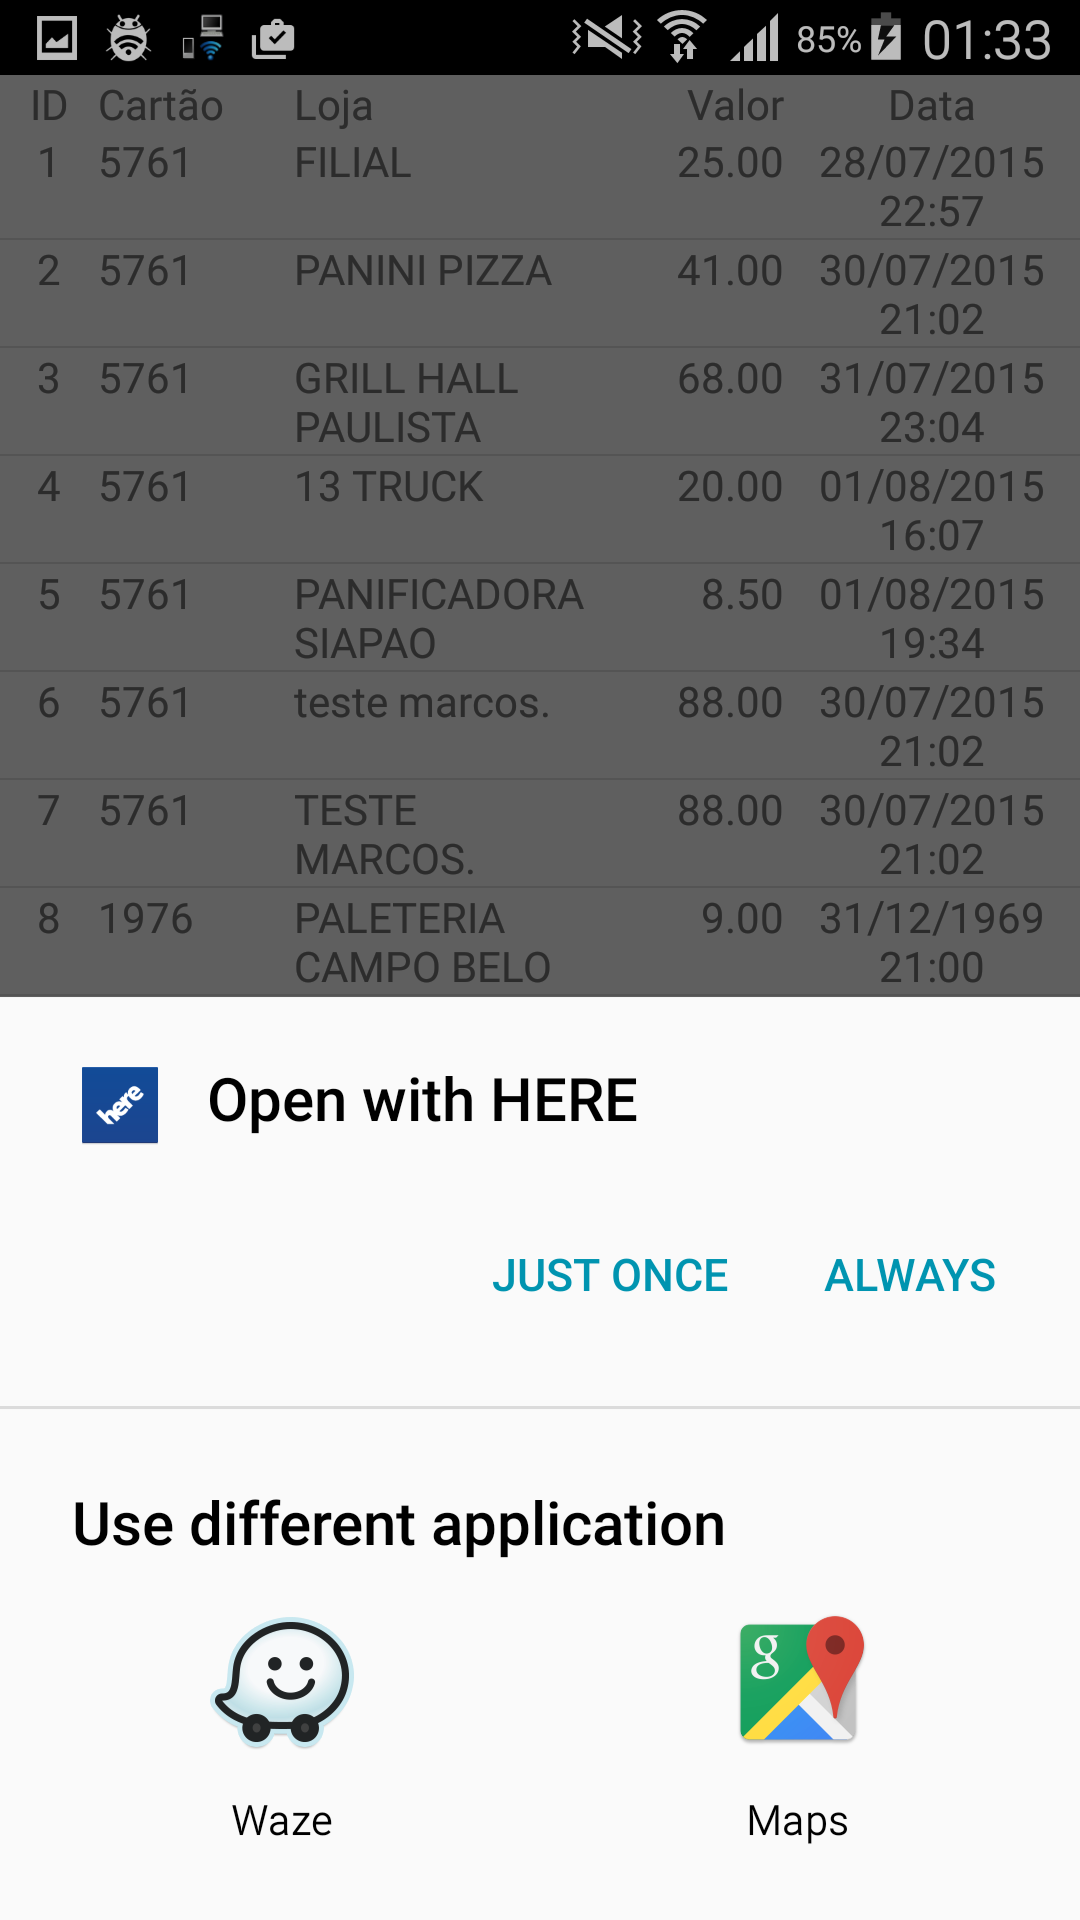 85% 01:33
ID Cartão Loja Valor Data
1 5761 FILIAL 25.00 28/07/2015
22:57
2 5761 PANINI PIZZA 41.00 30/07/2015
21:02
3 5761 GRILL HALL 68.00 31/07/2015
PAULISTA 23:04
4 5761 13 TRUCK 20.00 01/08/2015
16:07
5 5761 PANIFICADORA 8.50 01/08/2015
SIAPAO 19:34
6 5761 teste marcos. 88.00 30/07/2015
21:02
7 5761 TESTE 88.00 30/07/2015
MARCOS. 21:02
8 1976 PALETERIA 9.00 31/12/1969
CAMPO BELO 21:00
here Open with HERE
JUST ONCE ALWAYS
Use different application
g
Waze Maps